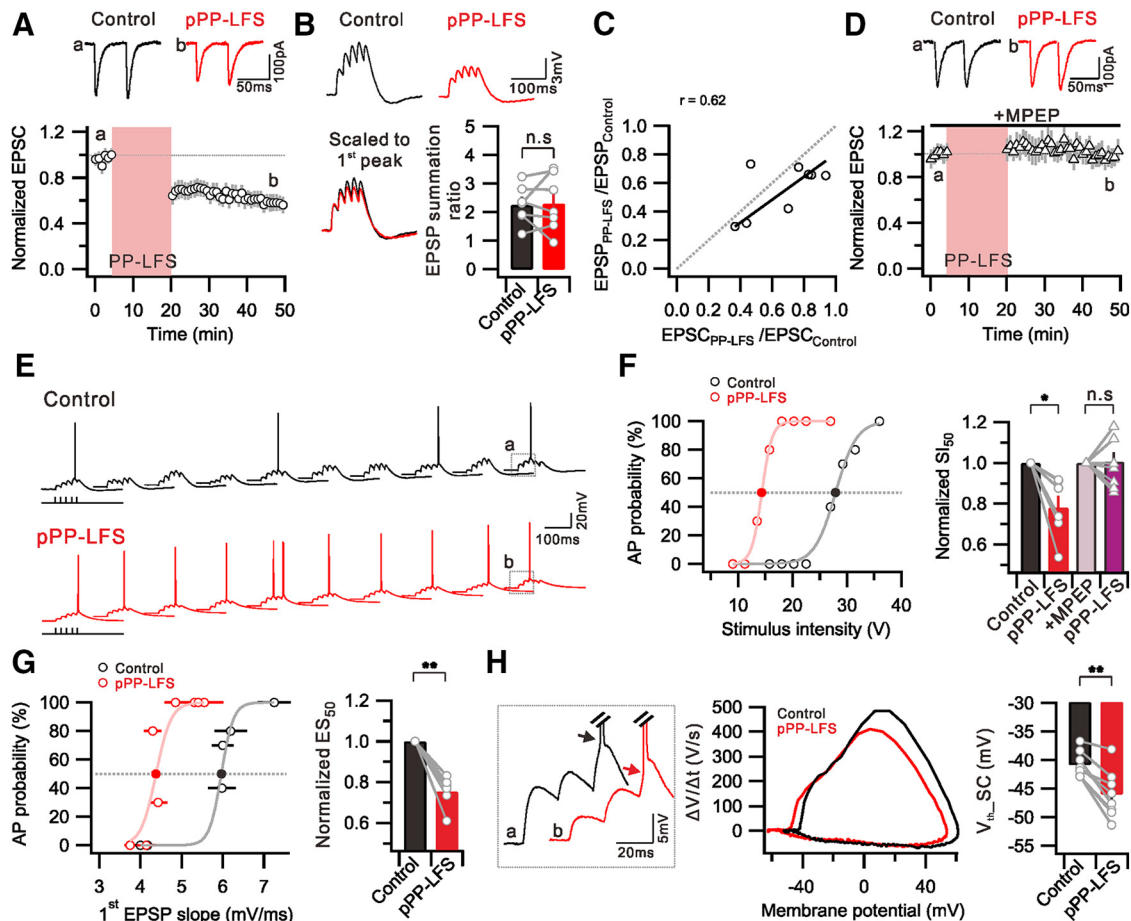 A
Control
pPP-LFS
a
b
50ms
100pA
Normalized EPSC
1.2
0.8
0.4
0.0
a
b
PP-LFS
0
10
20
30
40
50
Time (min)
B
Control
pPP-LFS
100ms
3mV
Scaled to
1st peak
EPSP summation
ratio
5
4
3
2
1
0
n.s
Control
pPP-LFS
C
r = 0.62
EPSPPP-LFS /EPSPControl
1.0
0.8
0.6
0.4
0.2
0.0
0.0
0.2
0.4
0.6
0.8
1.0
EPSCPP-LFS /EPSCControl
D
Control
pPP-LFS
a
b
50ms
100pA
+MPEP
Normalized EPSC
1.2
0.8
0.4
0.0
a
b
PP-LFS
0
10
20
30
40
50
Time (min)
E
Control
a
pPP-LFS
b
100ms
20mV
F
Control
pPP-LFS
AP probability (%)
100
80
60
40
20
0
10
20
30
40
Stimulus intensity (V)
Normalized SI50
1.2
1.0
0.8
0.6
*
n.s
Control
pPP-LFS
+MPEP
pPP-LFS
G
Control
pPP-LFS
AP probability (%)
100
80
60
40
20
0
3
4
5
6
7
1st EPSP slope (mV/ms)
Normalized ES50
1.2
1.0
0.8
0.6
**
Control
pPP-LFS
H
a
b
20ms
5mV
Control
pPP-LFS
ΔV/Δt (V/s)
500
400
300
200
100
0
-40
0
40
Membrane potential (mV)
Vth_SC (mV)
-30
-35
-40
-45
-50
-55
**
Control
pPP-LFS